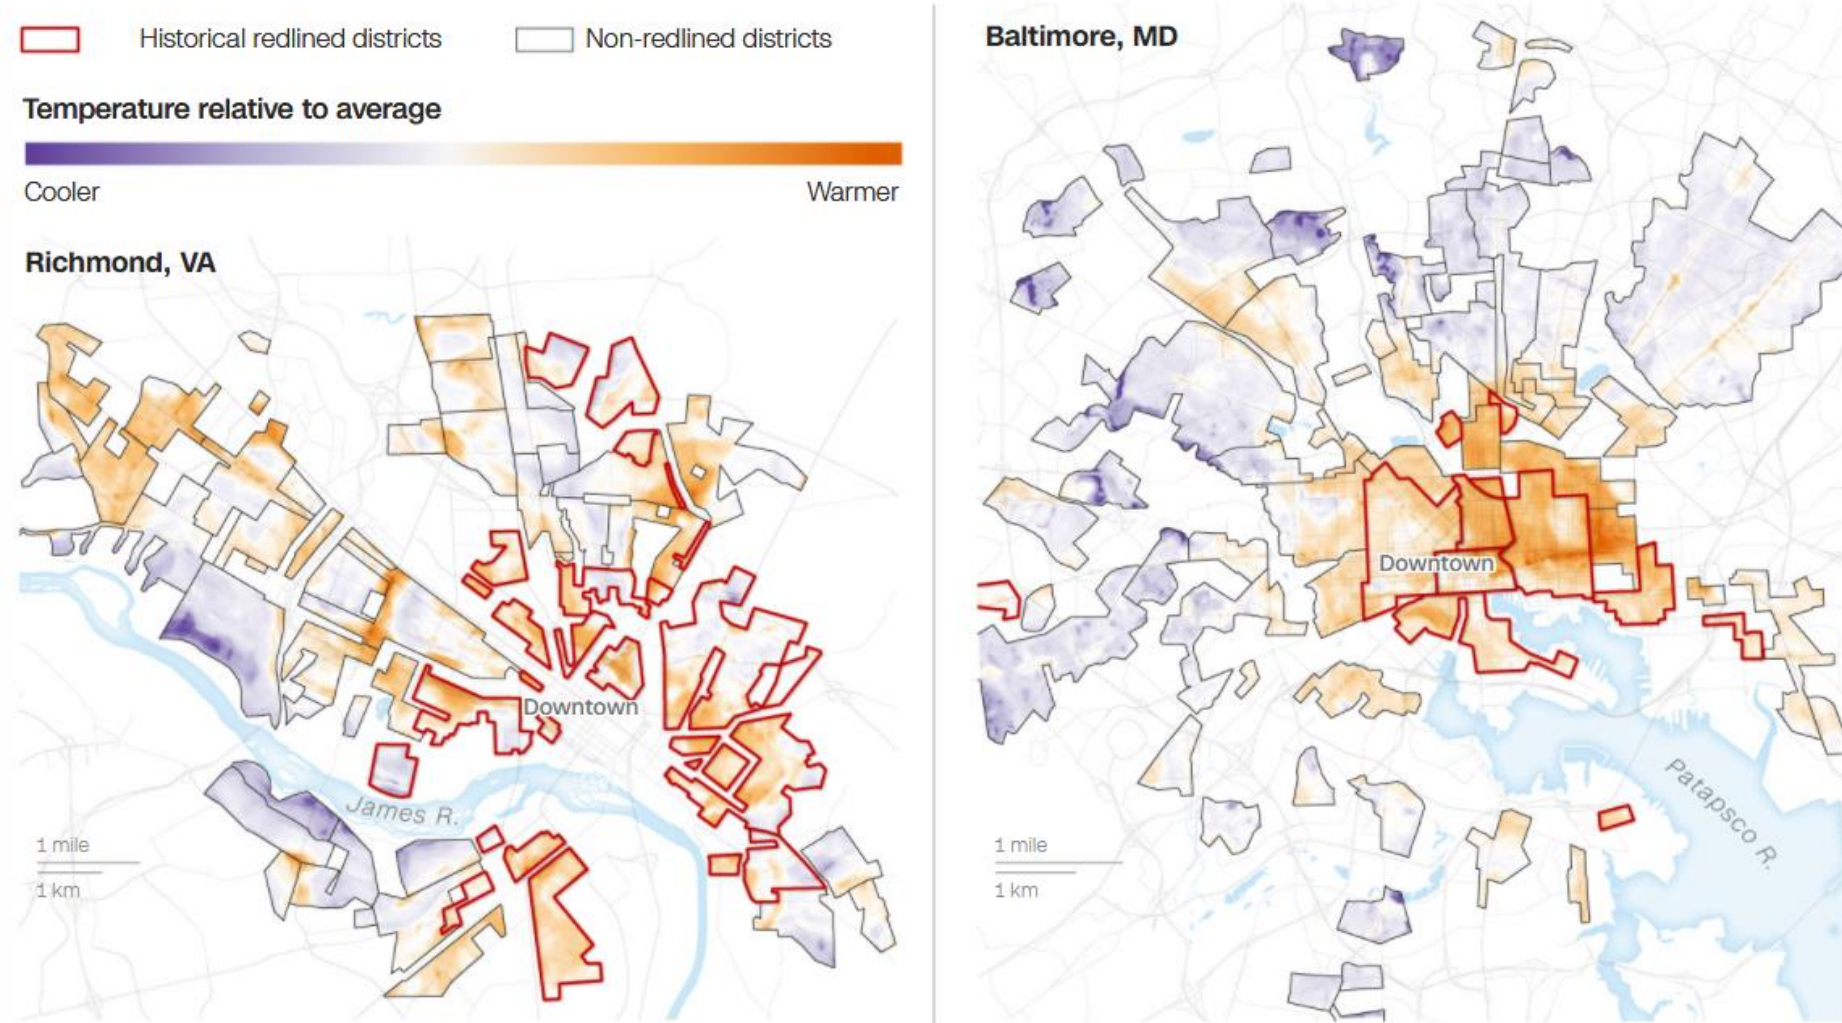 Historical redlined districts
Non-redlined districts
Temperature relative to average
Cooler
Warmer
Richmond, VA
Downtown
James R.
1 mile
1 km
Baltimore, MD
Downtown
Patapsco R.
1 mile
1 km